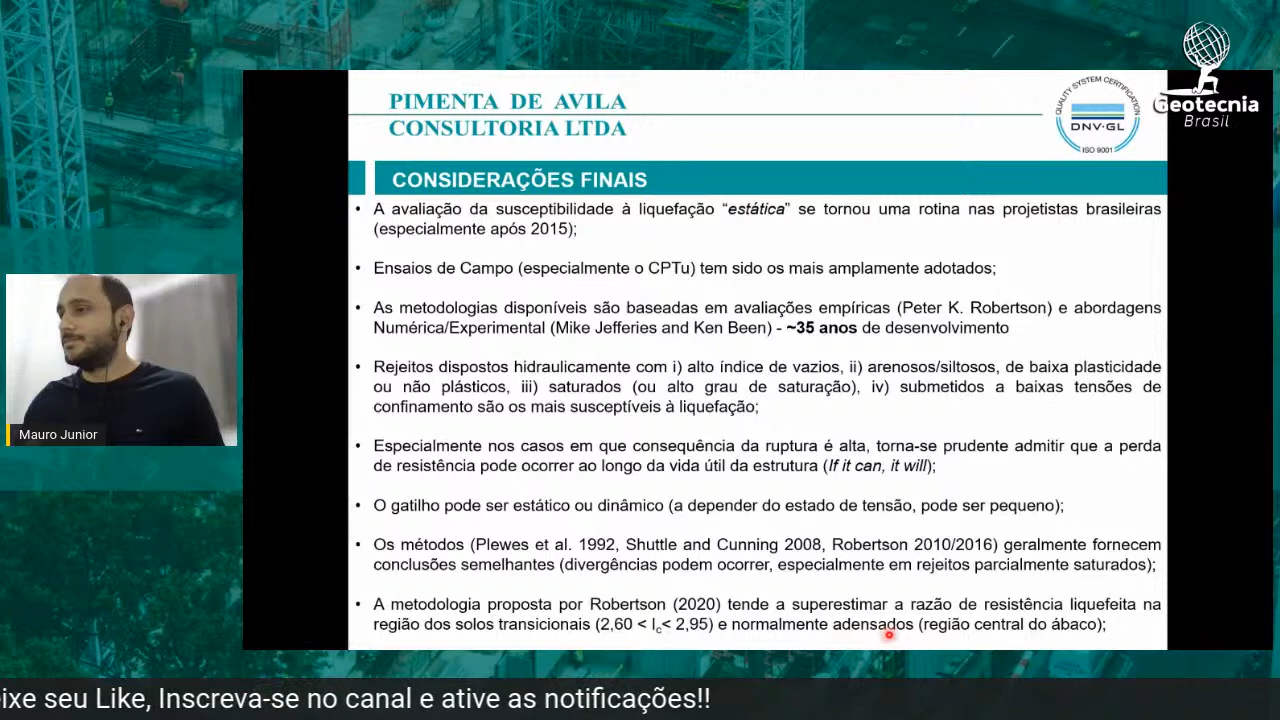 PIMENTA DE AVILA
CONSULTORIA LTDA
QUALITY SYSTEM CERTIFICATION
DNV·GL
ISO 9001
Geotecnia
Brasil
CONSIDERAÇÕES FINAIS
• A avaliação da susceptibilidade à liquefação “estática” se tornou uma rotina nas projetistas brasileiras
(especialmente após 2015);
• Ensaios de Campo (especialmente o CPTu) tem sido os mais amplamente adotados;
• As metodologias disponíveis são baseadas em avaliações empíricas (Peter K. Robertson) e abordagens
Numérica/Experimental (Mike Jefferies and Ken Been) - ~35 anos de desenvolvimento
• Rejeitos dispostos hidraulicamente com i) alto índice de vazios, ii) arenosos/siltosos, de baixa plasticidade
ou não plásticos, iii) saturados (ou alto grau de saturação), iv) submetidos a baixas tensões de
confinamento são os mais susceptíveis à liquefação;
• Especialmente nos casos em que consequência da ruptura é alta, torna-se prudente admitir que a perda
de resistência pode ocorrer ao longo da vida útil da estrutura (If it can, it will);
• O gatilho pode ser estático ou dinâmico (a depender do estado de tensão, pode ser pequeno);
• Os métodos (Plewes et al. 1992, Shuttle and Cunning 2008, Robertson 2010/2016) geralmente fornecem
conclusões semelhantes (divergências podem ocorrer, especialmente em rejeitos parcialmente saturados);
• A metodologia proposta por Robertson (2020) tende a superestimar a razão de resistência liquefeita na
região dos solos transicionais (2,60 < Ic< 2,95) e normalmente adensados (região central do ábaco);
Mauro Junior
eixe seu Like, Inscreva-se no canal e ative as notificações!!